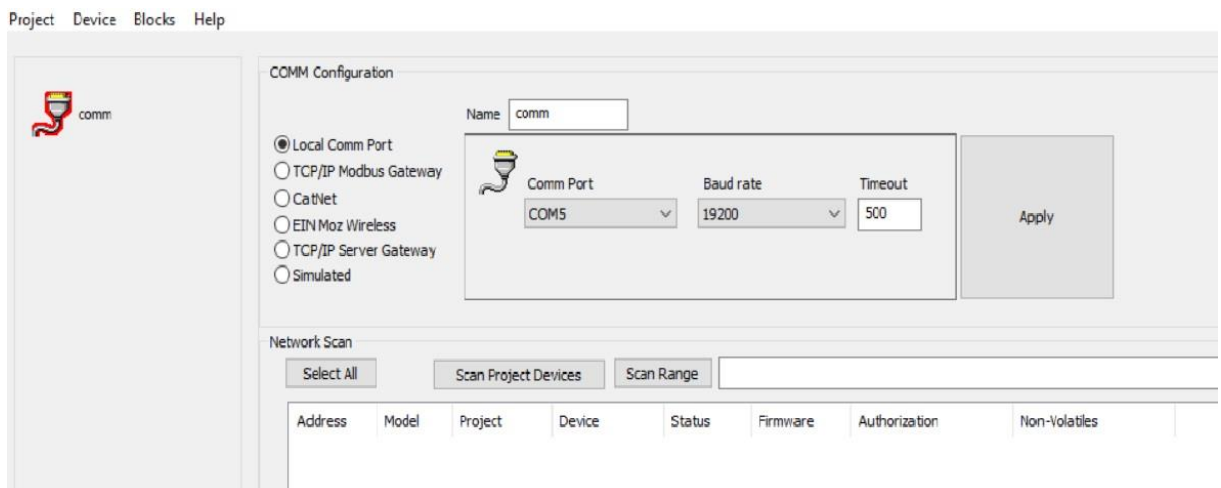 Project Device Blocks Help
comm
COMM Configuration
Name comm
Local Comm Port
TCP/IP Modbus Gateway
CatNet
EIN Moz Wireless
TCP/IP Server Gateway
Simulated
Comm Port Baud rate Timeout
COM5 19200 500
Apply
Network Scan
Select All Scan Project Devices Scan Range
Address Model Project Device Status Firmware Authorization Non-Volatiles